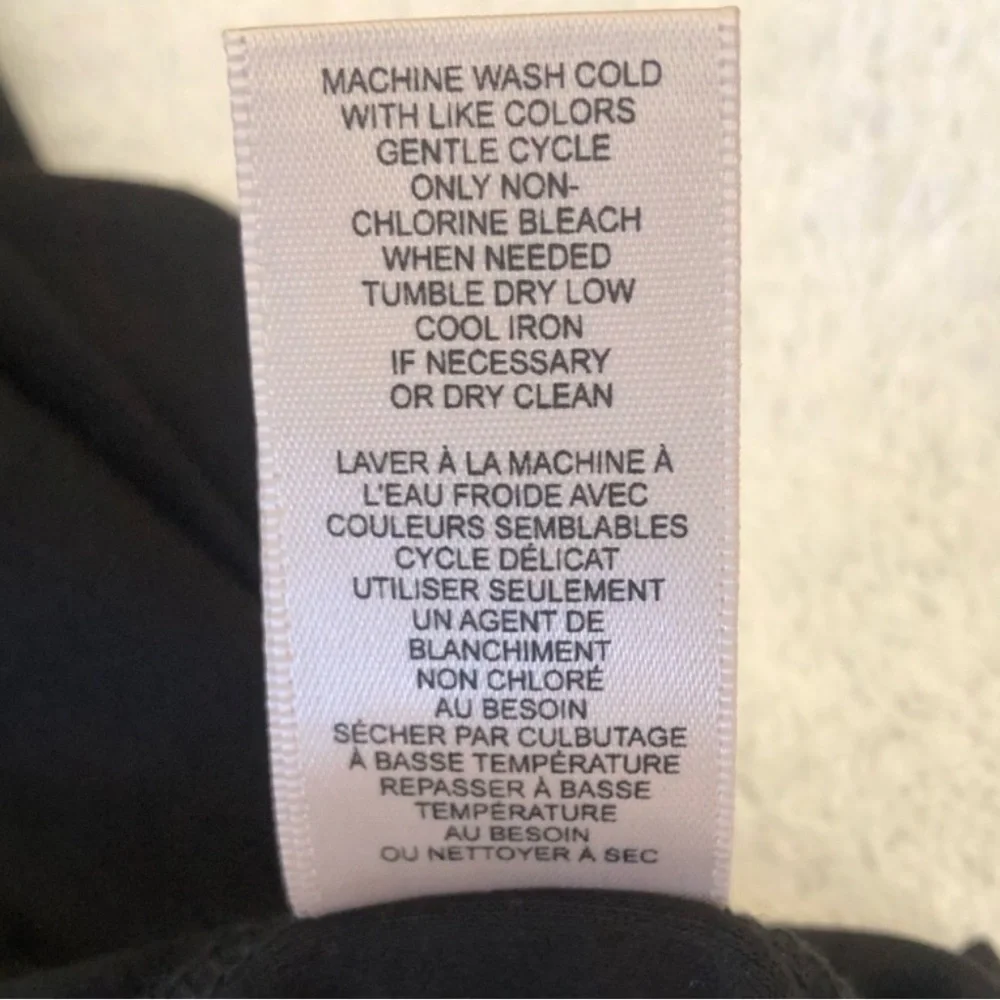 MACHINE WASH COLD
WITH LIKE COLORS
GENTLE CYCLE
ONLY NON-
CHLORINE BLEACH
WHEN NEEDED
TUMBLE DRY LOW
COOL IRON
IF NECESSARY
OR DRY CLEAN
LAVER À LA MACHINE À
L'EAU FROIDE AVEC
COULEURS SEMBLABLES
CYCLE DÉLICAT
UTILISER SEULEMENT
UN AGENT DE
BLANCHIMENT
NON CHLORÉ
AU BESOIN
SÉCHER PAR CULBUTAGE
À BASSE TEMPÉRATURE
REPASSER À BASSE
TEMPÉRATURE
AU BESOIN
OU NETTOYER À SEC